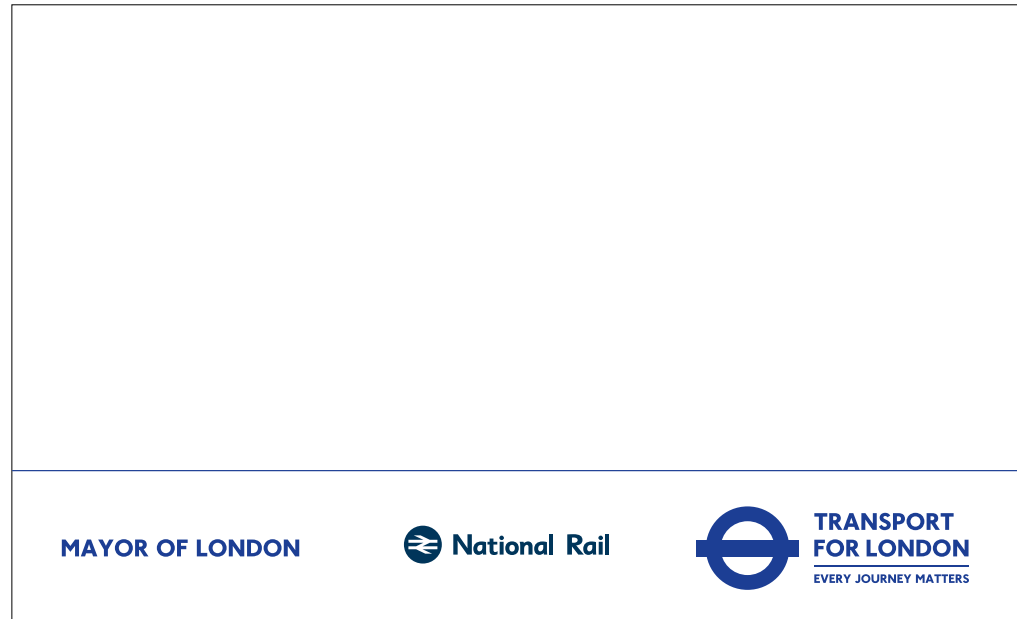 MAYOR OF LONDON
National Rail
TRANSPORT
FOR LONDON
EVERY JOURNEY MATTERS